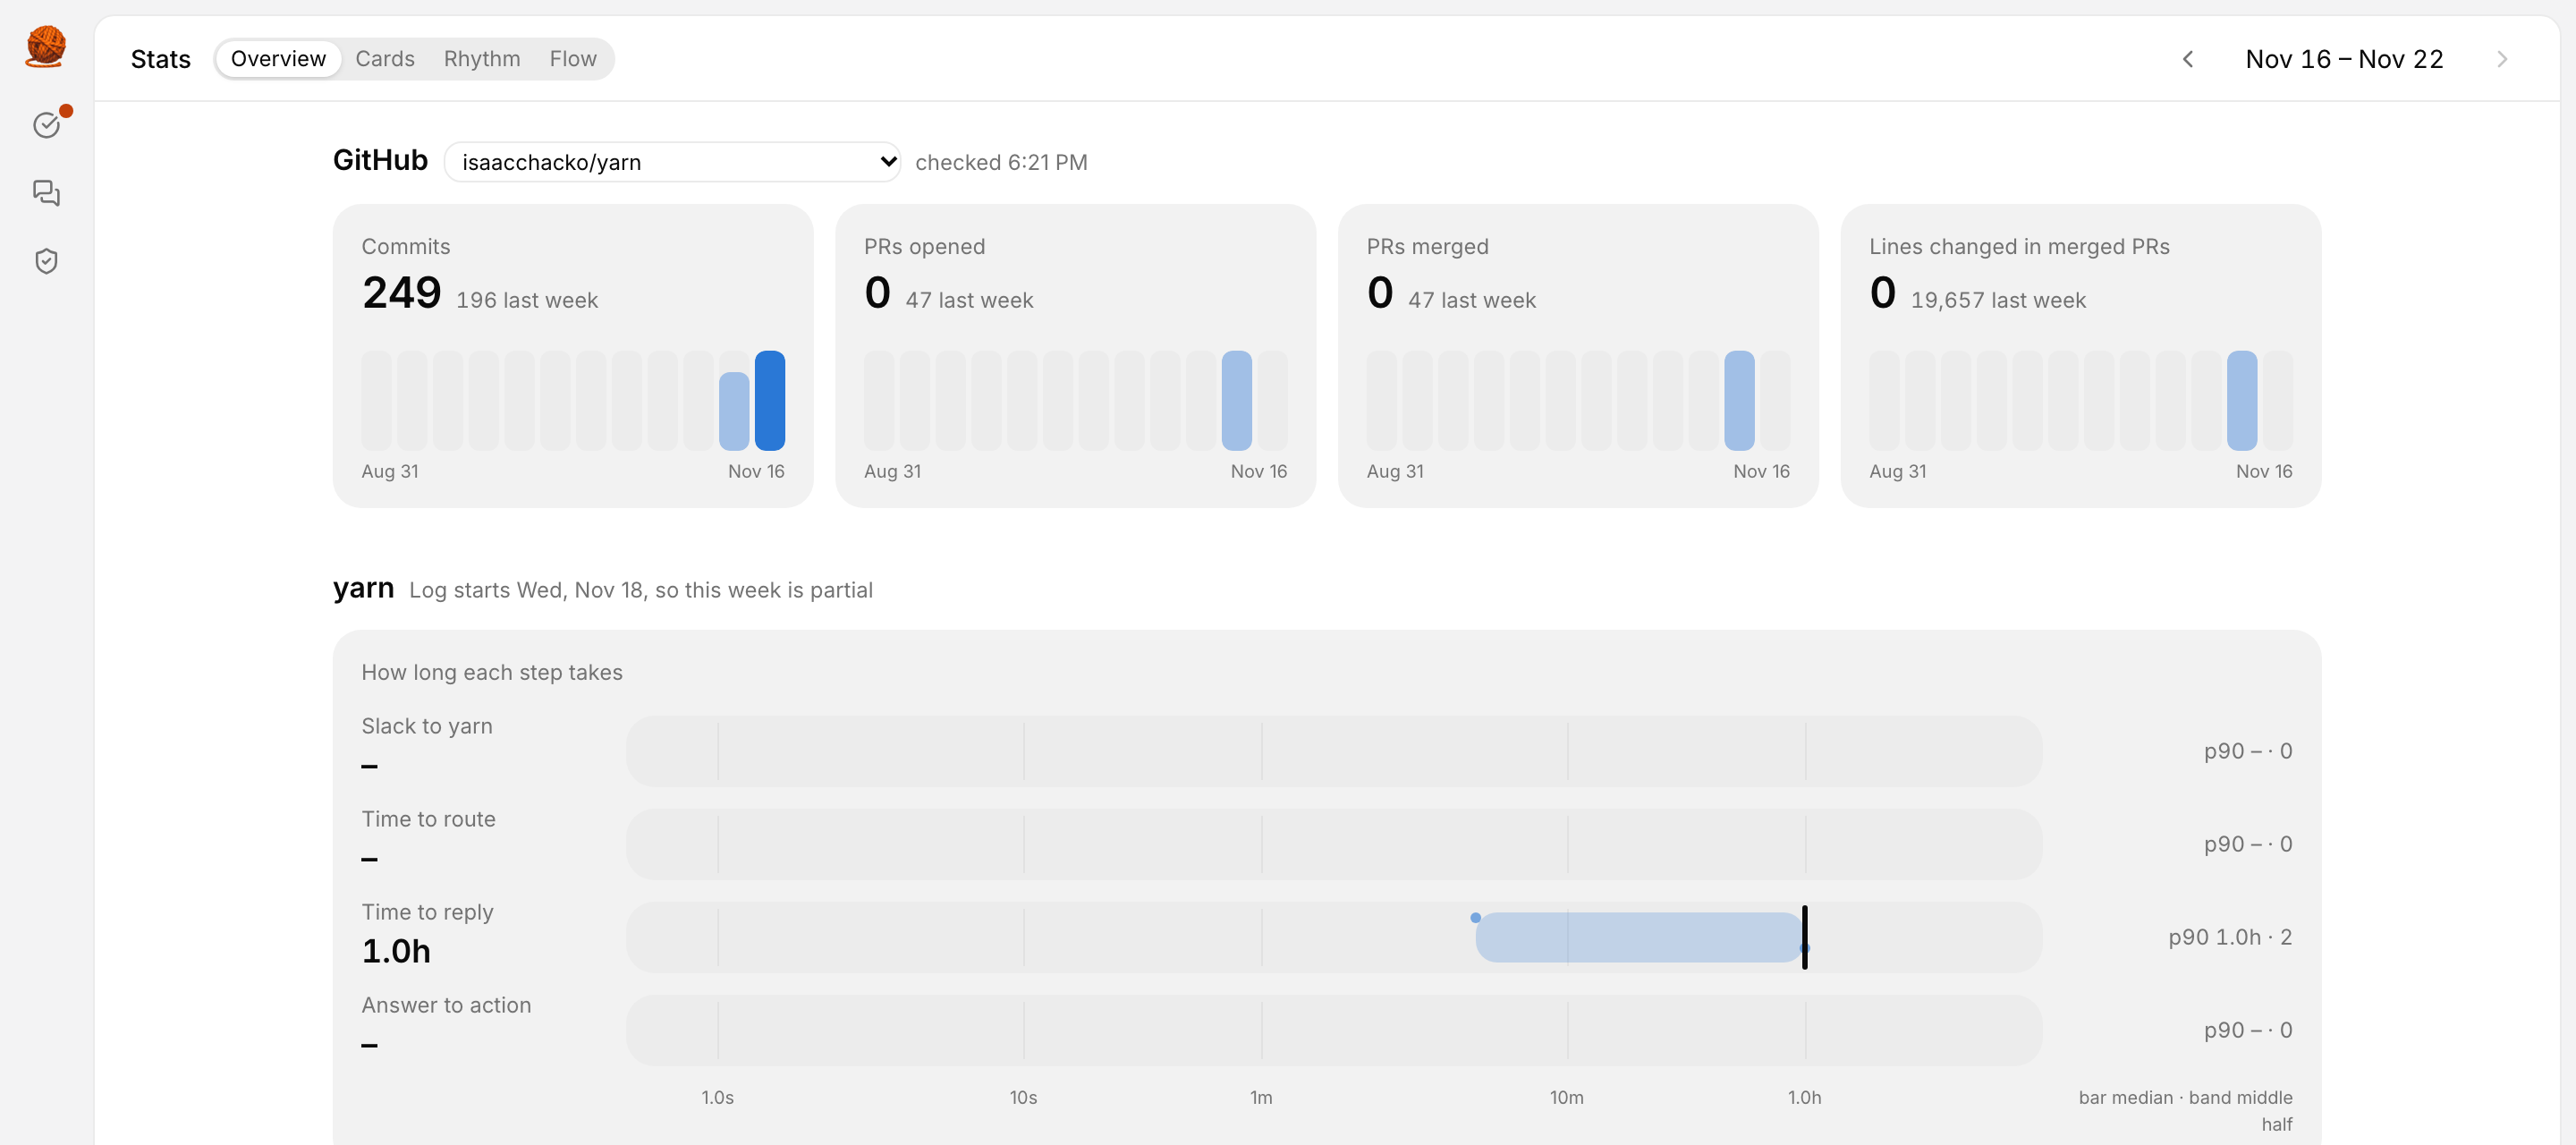 Stats Overview Cards Rhythm Flow Nov 16 – Nov 22
GitHub isaacchacko/yarn checked 6:21 PM
Commits
249 196 last week
Aug 31 Nov 16
PRs opened
0 47 last week
Aug 31 Nov 16
PRs merged
0 47 last week
Aug 31 Nov 16
Lines changed in merged PRs
0 19,657 last week
Aug 31 Nov 16
yarn Log starts Wed, Nov 18, so this week is partial
How long each step takes
Slack to yarn
–
p90 – · 0
Time to route
–
p90 – · 0
Time to reply
1.0h
p90 1.0h · 2
Answer to action
–
p90 – · 0
1.0s 10s 1m 10m 1.0h bar median · band middle
half